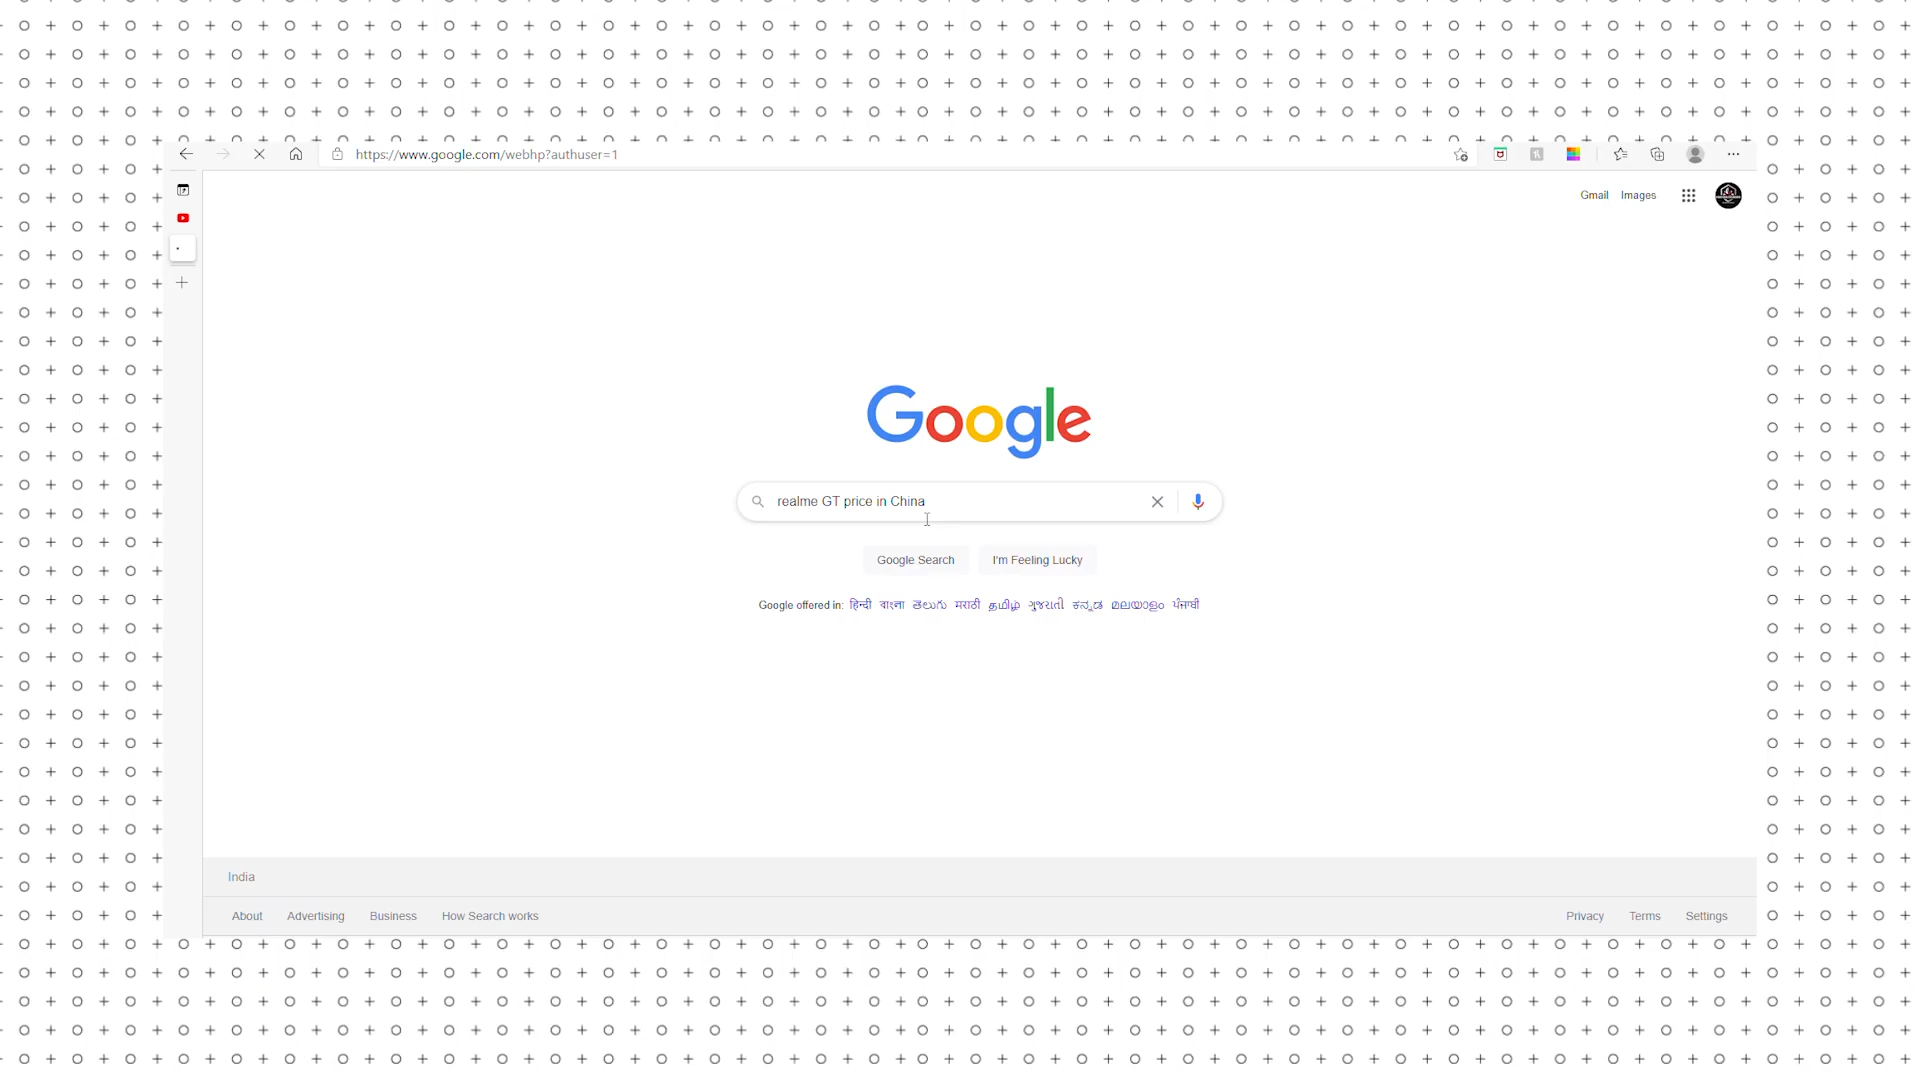 https://www.google.com/webhp?authuser=1
Gmail Images
Google
realme GT price in China
Google Search I'm Feeling Lucky
Google offered in: हिन्दी বাংলা తెలుగు मराठी தமிழ் ગુજરાતી ಕನ್ನಡ മലയാളം ਪੰਜਾਬੀ
India
About Advertising Business How Search works Privacy Terms Settings